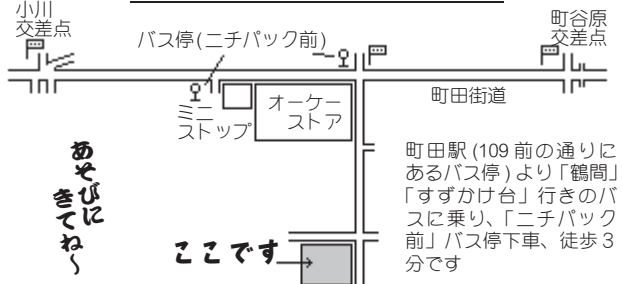 小川
交差点
バス停(ニチパック前)
町谷原
交差点
ミニ
ストップ
オーケー
ストア
町田街道
あそびに
きてね〜
ここです
町田駅(109前の通りに
あるバス停)より「鶴間」
「すずかけ台」行きのバ
スに乗り、「ニチパック
前」バス停下車、徒歩3
分です